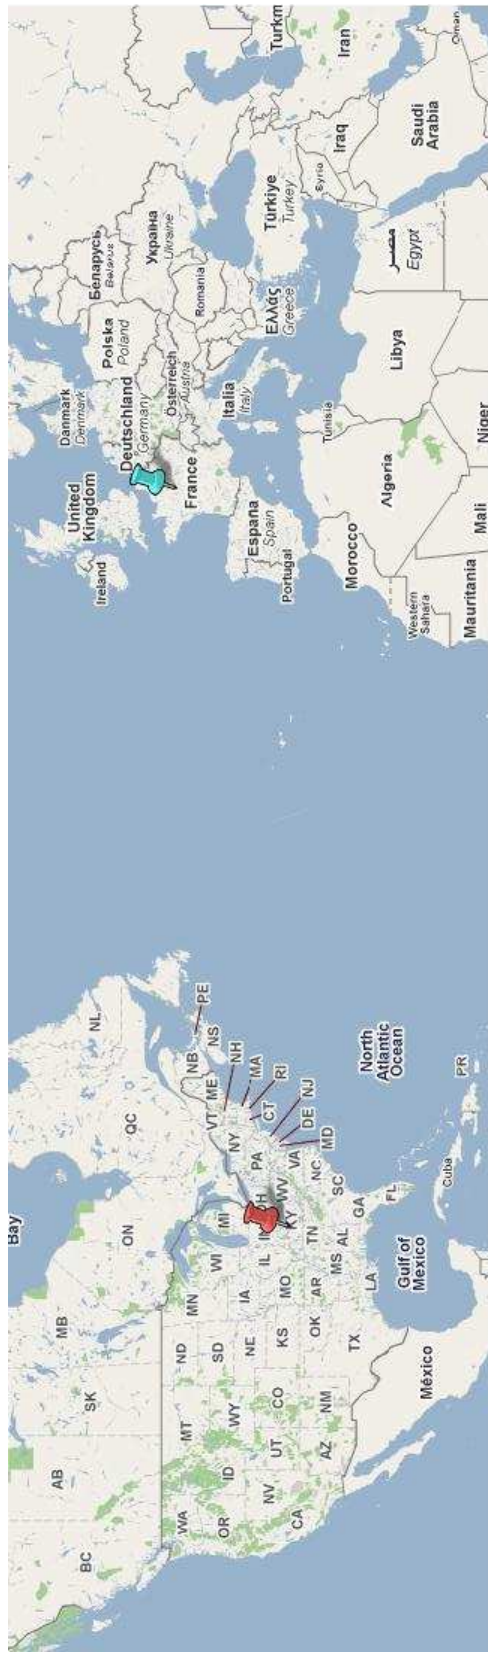 Bay
BC
AB
SK
MB
ON
QC
NL
NB
PE
NS
WA
MT
ND
MN
OR
ID
WY
SD
WI
MI
NY
VT
ME
NH
MA
RI
CT
NJ
DE
MD
NV
UT
CO
NE
KS
IA
MO
IL
PA
WV
VA
KY
CA
AZ
NM
OK
AR
TN
NC
SC
TX
LA
MS
AL
GA
FL
Gulf of
Mexico
México
Cuba
PR
North
Atlantic
Ocean
Ireland
United
Kingdom
Danmark
Denmark
Deutschland
Germany
Polska
Poland
Беларусь
Belarus
Україна
Ukraine
France
Österreich
Austria
Romania
España
Spain
Portugal
Italia
Italy
Ελλάς
Greece
Türkiye
Turkey
Turkm
Syria
Iraq
Iran
Morocco
Tunisia
Algeria
Libya
مصر
Egypt
Saudi
Arabia
Oman
Western
Sahara
Mauritania
Mali
Niger